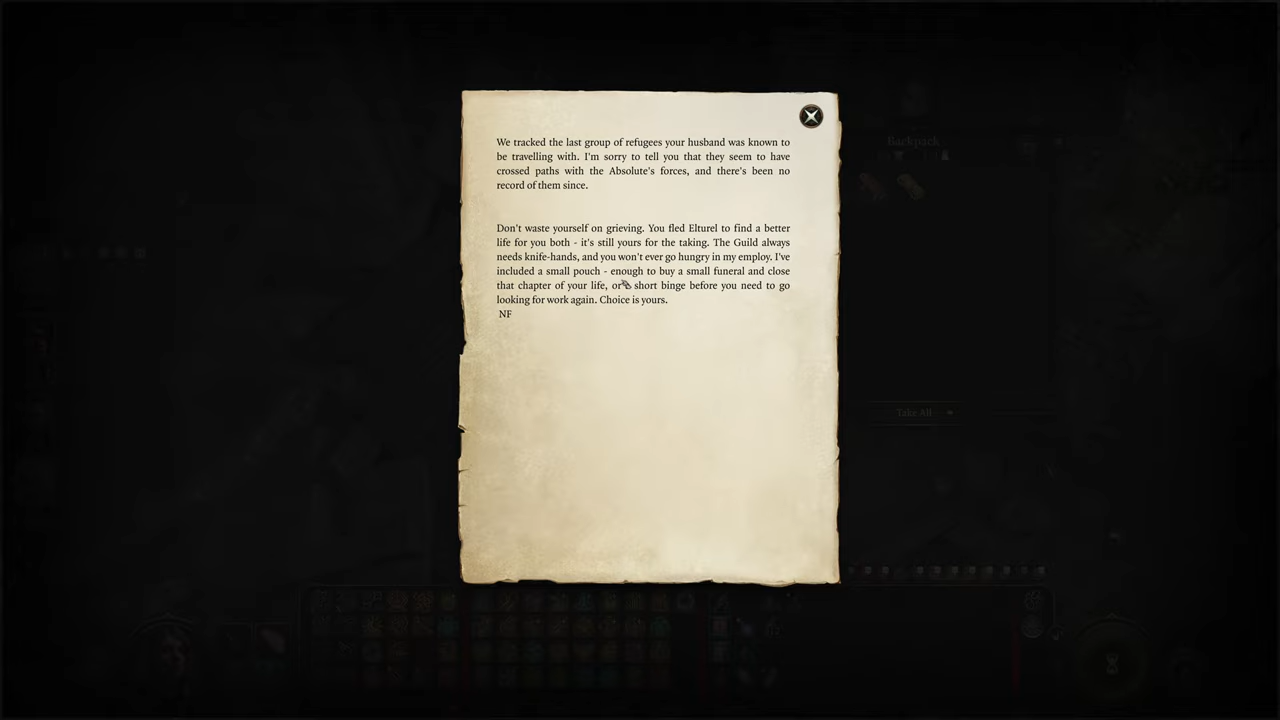 Backpack
We tracked the last group of refugees your husband was known to
be travelling with. I'm sorry to tell you that they seem to have
crossed paths with the Absolute's forces, and there's been no
record of them since.
Don't waste yourself on grieving. You fled Elturel to find a better
life for you both - it's still yours for the taking. The Guild always
needs knife-hands, and you won't ever go hungry in my employ. I've
included a small pouch - enough to buy a small funeral and close
that chapter of your life, or short binge before you need to go
looking for work again. Choice is yours.
NF
Take All